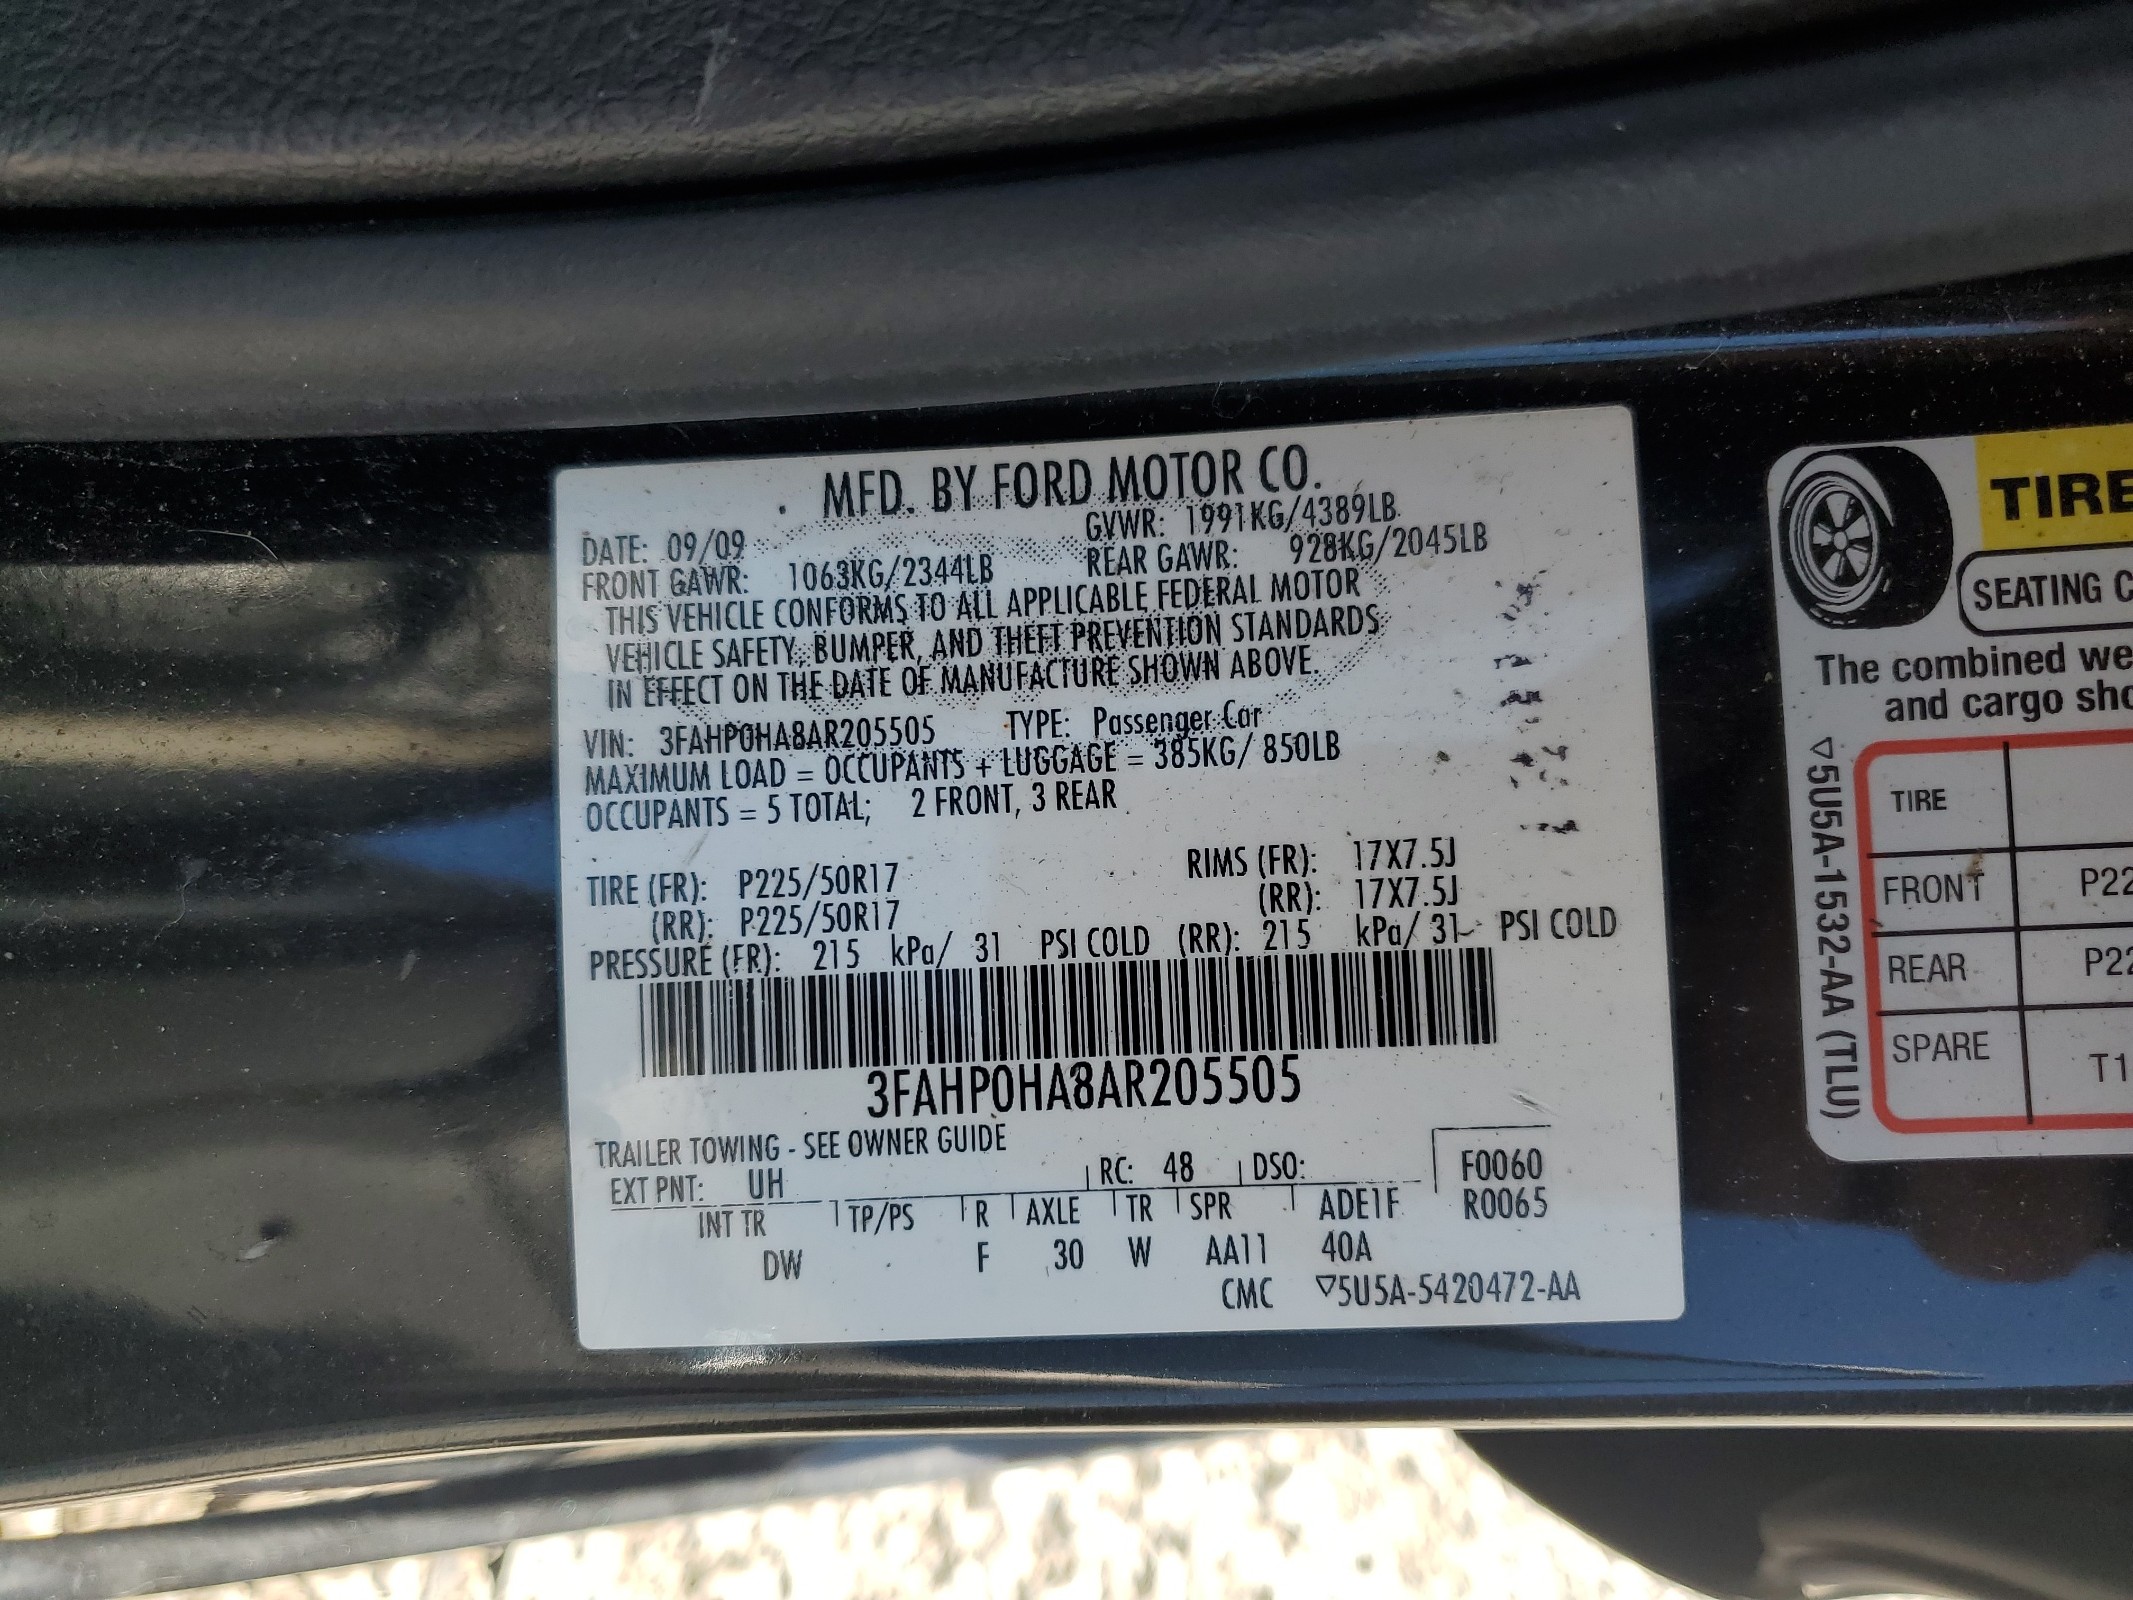 MFD. BY FORD MOTOR CO.
DATE: 09/09 GVWR: 1991KG/4389LB
FRONT GAWR: 1063KG/2344LB REAR GAWR: 928KG/2045LB
THIS VEHICLE CONFORMS TO ALL APPLICABLE FEDERAL MOTOR
VEHICLE SAFETY, BUMPER, AND THEFT PREVENTION STANDARDS
IN EFFECT ON THE DATE OF MANUFACTURE SHOWN ABOVE.
VIN: 3FAHP0HA8AR205505 TYPE: Passenger Car
MAXIMUM LOAD = OCCUPANTS + LUGGAGE = 385KG/ 850LB
OCCUPANTS = 5 TOTAL; 2 FRONT, 3 REAR
TIRE (FR): P225/50R17 RIMS (FR): 17X7.5J
(RR): P225/50R17 (RR): 17X7.5J
PRESSURE (FR): 215 kPa/ 31 PSI COLD (RR): 215 kPa/ 31 PSI COLD
3FAHP0HA8AR205505
TRAILER TOWING - SEE OWNER GUIDE
EXT PNT: UH RC: 48 DSO: F0060
INT TR TP/PS R AXLE TR SPR ADE1F R0065
DW F 30 W AA11 40A
CMC ▽5U5A-5420472-AA
TIRE
SEATING C
The combined we
and cargo sho
▽5U5A-1532-AA (TLU)
TIRE
FRONT P22
REAR P22
SPARE T1